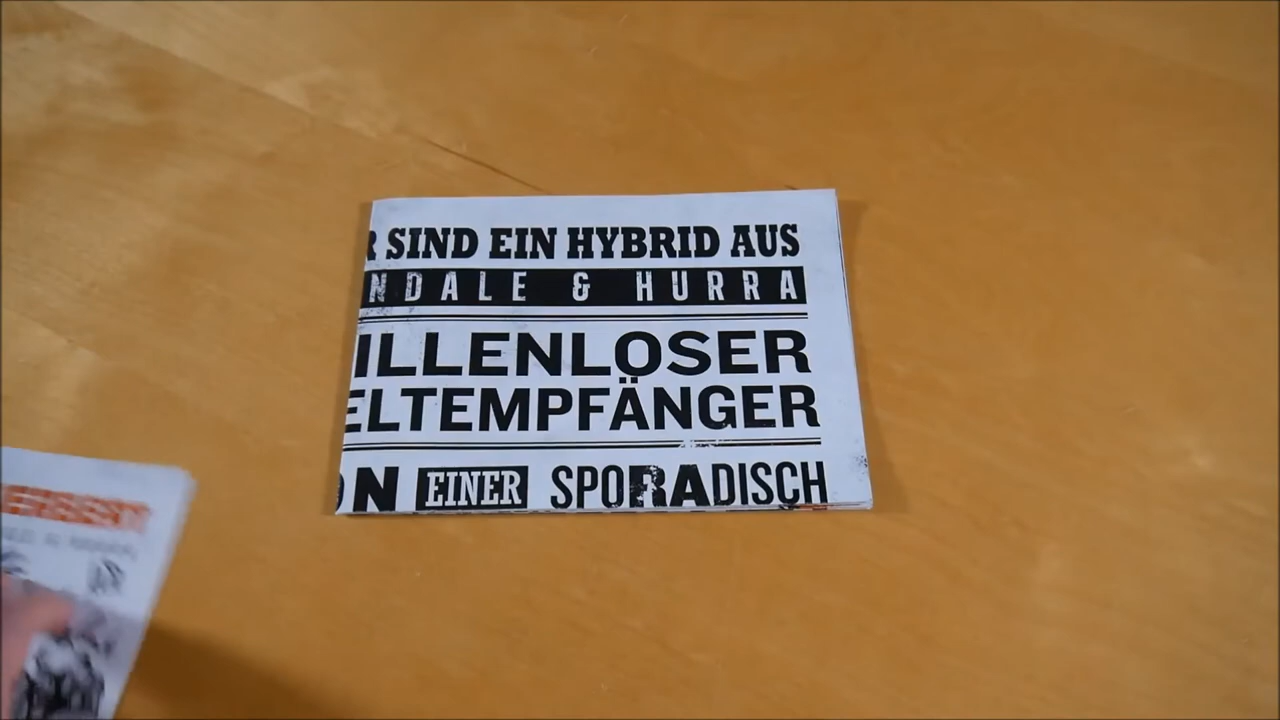 R SIND EIN HYBRID AUS
NDALE & HURRA
ILLENLOSER
ELTEMPFÄNGER
ON EINER SPORADISCH